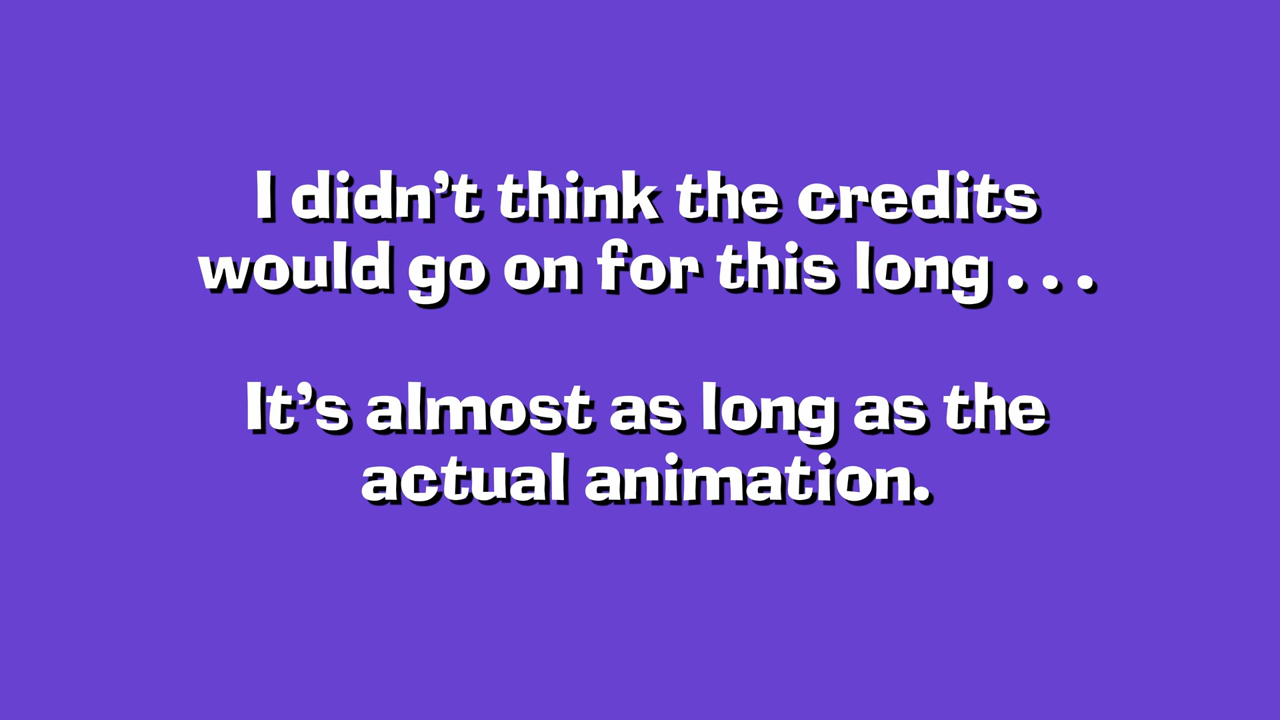 I didn’t think the credits
would go on for this long . . .
It’s almost as long as the
actual animation.